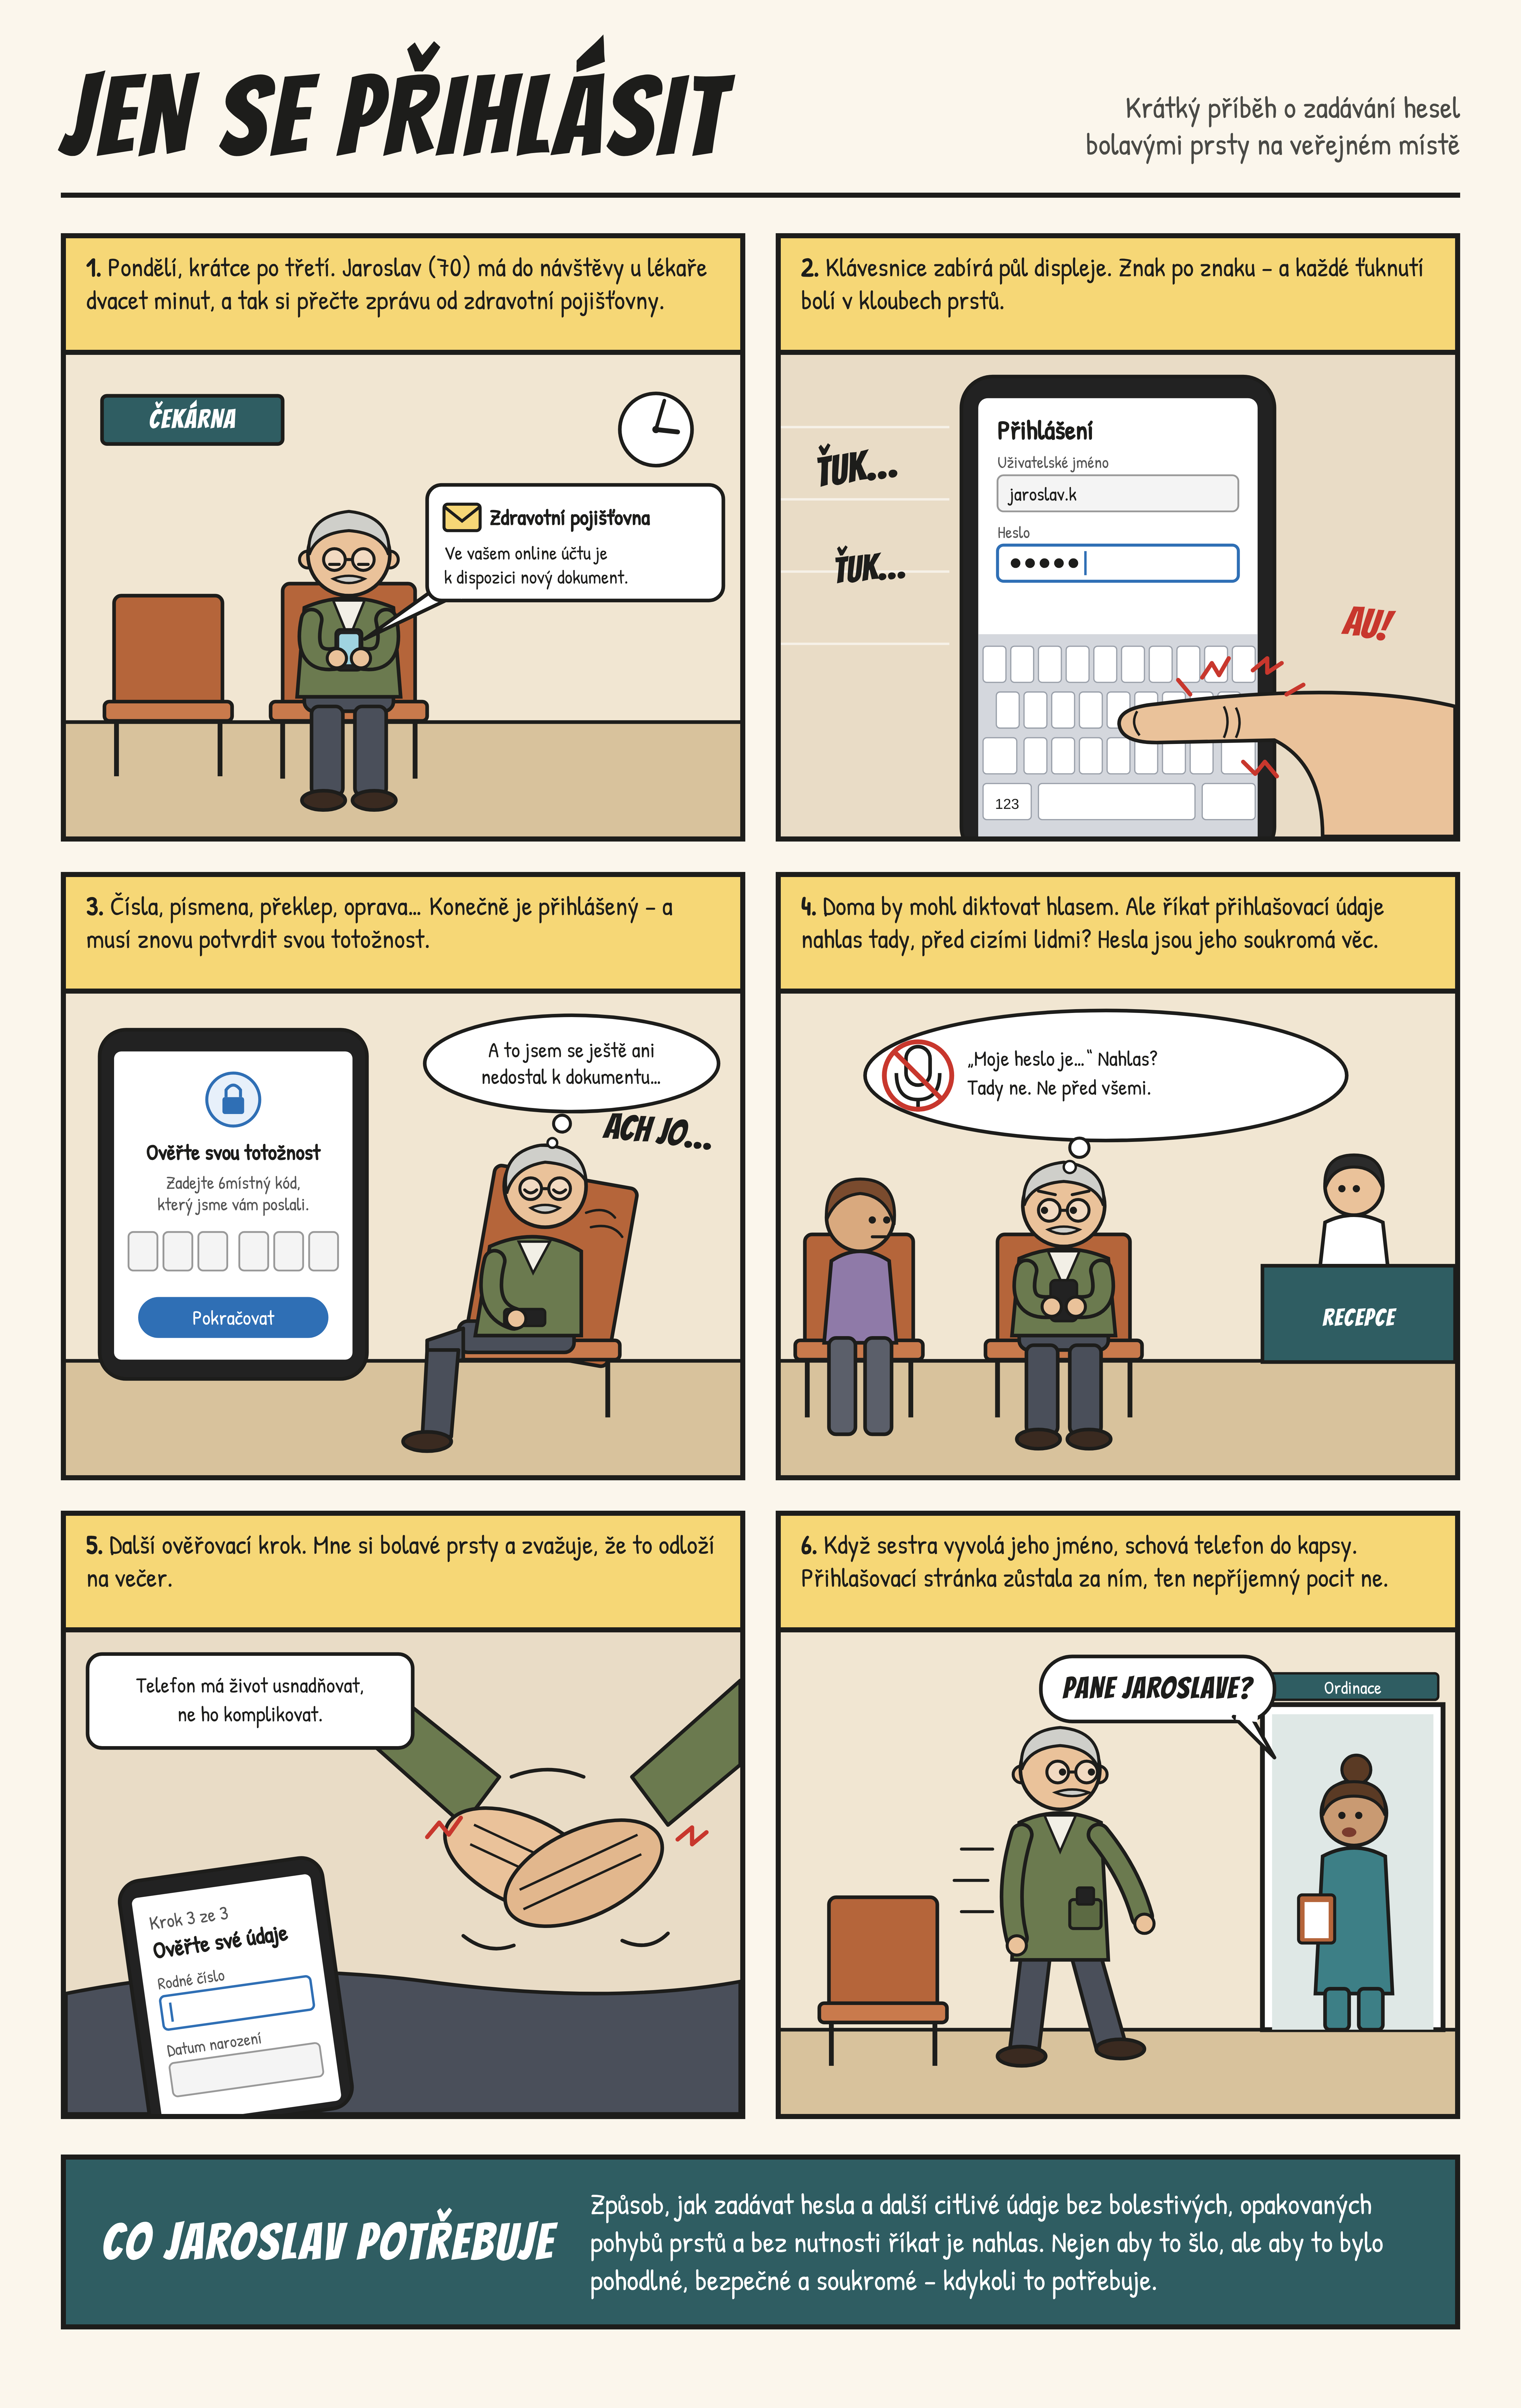 JEN SE PŘIHLÁSIT
Krátký příběh o zadávání hesel
bolavými prsty na veřejném místě
1. Pondělí, krátce po třetí. Jaroslav (70) má do návštěvy u lékaře
dvacet minut, a tak si přečte zprávu od zdravotní pojišťovny.
ČEKÁRNA
Zdravotní pojišťovna
Ve vašem online účtu je
k dispozici nový dokument.
2. Klávesnice zabírá půl displeje. Znak po znaku – a každé ťuknutí
bolí v kloubech prstů.
ŤUK...
ŤUK...
Přihlášení
Uživatelské jméno
jaroslav.k
Heslo
●●●●●
AU!
123
3. Čísla, písmena, překlep, oprava... Konečně je přihlášený – a
musí znovu potvrdit svou totožnost.
Ověřte svou totožnost
Zadejte 6místný kód,
který jsme vám poslali.
Pokračovat
A to jsem se ještě ani
nedostal k dokumentu...
ACH JO...
4. Doma by mohl diktovat hlasem. Ale říkat přihlašovací údaje
nahlas tady, před cizími lidmi? Hesla jsou jeho soukromá věc.
„Moje heslo je...“ Nahlas?
Tady ne. Ne před všemi.
RECEPCE
5. Další ověřovací krok. Mne si bolavé prsty a zvažuje, že to odloží
na večer.
Telefon má život usnadňovat,
ne ho komplikovat.
Krok 3 ze 3
Ověřte své údaje
Rodné číslo
Datum narození
6. Když sestra vyvolá jeho jméno, schová telefon do kapsy.
Přihlašovací stránka zůstala za ním, ten nepříjemný pocit ne.
PANE JAROSLAVE?
Ordinace
CO JAROSLAV POTŘEBUJE
Způsob, jak zadávat hesla a další citlivé údaje bez bolestivých, opakovaných
pohybů prstů a bez nutnosti říkat je nahlas. Nejen aby to šlo, ale aby to bylo
pohodlné, bezpečné a soukromé – kdykoli to potřebuje.